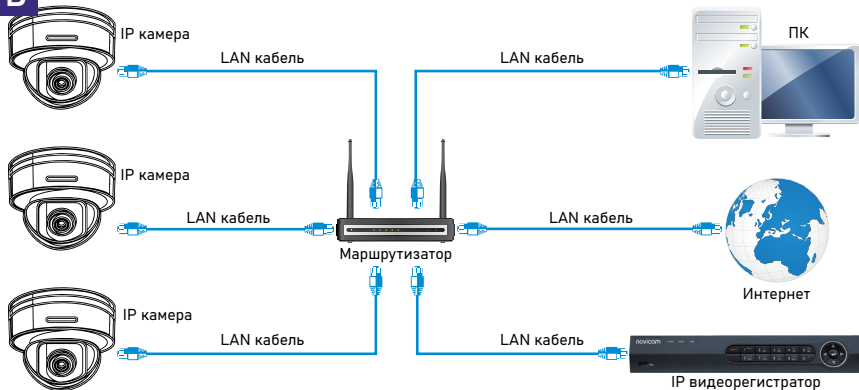 В
IP камера
LAN кабель
LAN кабель
ПК
IP камера
LAN кабель
LAN кабель
Маршрутизатор
Интернет
IP камера
LAN кабель
LAN кабель
novicam
IP видеорегистратор